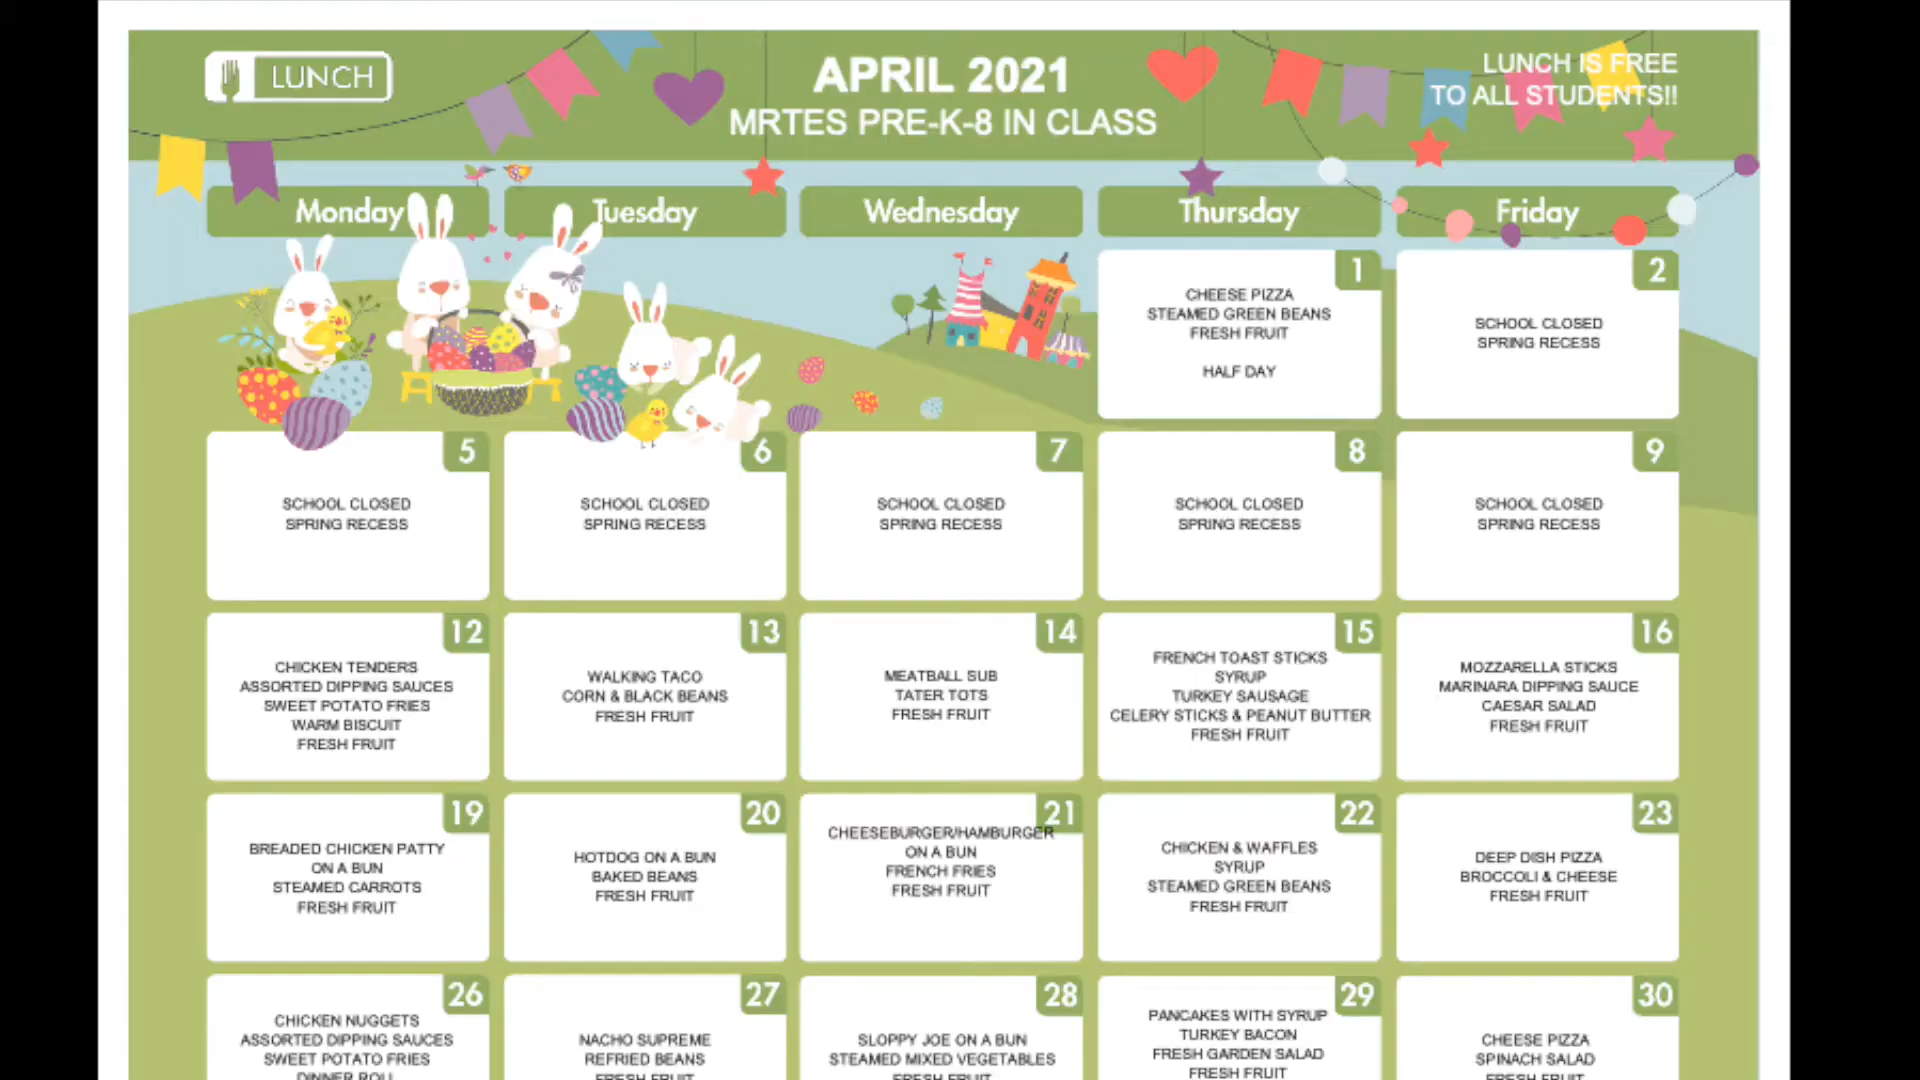 LUNCH
APRIL 2021
MRTES PRE-K-8 IN CLASS
LUNCH IS FREE
TO ALL STUDENTS!!
Monday
Tuesday
Wednesday
Thursday
Friday
1
CHEESE PIZZA
STEAMED GREEN BEANS
FRESH FRUIT
HALF DAY
2
SCHOOL CLOSED
SPRING RECESS
5
SCHOOL CLOSED
SPRING RECESS
6
SCHOOL CLOSED
SPRING RECESS
7
SCHOOL CLOSED
SPRING RECESS
8
SCHOOL CLOSED
SPRING RECESS
9
SCHOOL CLOSED
SPRING RECESS
12
CHICKEN TENDERS
ASSORTED DIPPING SAUCES
SWEET POTATO FRIES
WARM BISCUIT
FRESH FRUIT
13
WALKING TACO
CORN & BLACK BEANS
FRESH FRUIT
14
MEATBALL SUB
TATER TOTS
FRESH FRUIT
15
FRENCH TOAST STICKS
SYRUP
TURKEY SAUSAGE
CELERY STICKS & PEANUT BUTTER
FRESH FRUIT
16
MOZZARELLA STICKS
MARINARA DIPPING SAUCE
CAESAR SALAD
FRESH FRUIT
19
BREADED CHICKEN PATTY
ON A BUN
STEAMED CARROTS
FRESH FRUIT
20
HOTDOG ON A BUN
BAKED BEANS
FRESH FRUIT
21
CHEESEBURGER/HAMBURGER
ON A BUN
FRENCH FRIES
FRESH FRUIT
22
CHICKEN & WAFFLES
SYRUP
STEAMED GREEN BEANS
FRESH FRUIT
23
DEEP DISH PIZZA
BROCCOLI & CHEESE
FRESH FRUIT
26
CHICKEN NUGGETS
ASSORTED DIPPING SAUCES
SWEET POTATO FRIES
DINNER ROLL
27
NACHO SUPREME
REFRIED BEANS
FRESH FRUIT
28
SLOPPY JOE ON A BUN
STEAMED MIXED VEGETABLES
FRESH FRUIT
29
PANCAKES WITH SYRUP
TURKEY BACON
FRESH GARDEN SALAD
FRESH FRUIT
30
CHEESE PIZZA
SPINACH SALAD
FRESH FRUIT